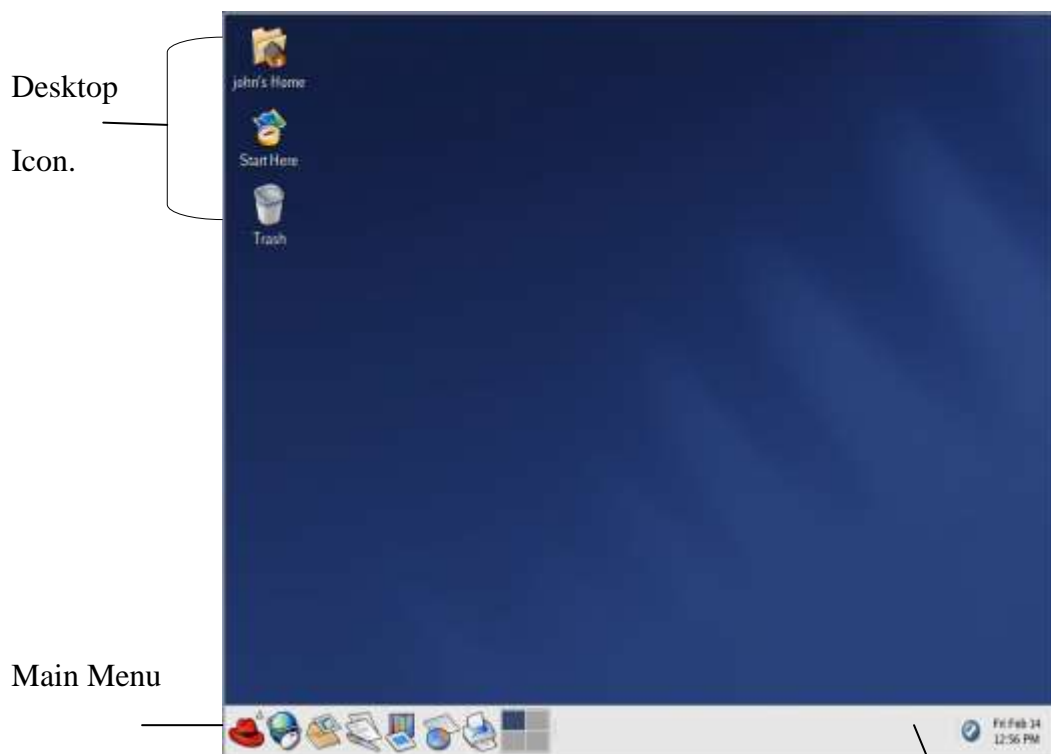 john's Home
Desktop
Start Here
Icon.
Trash
Main Menu
Fri Feb 14
12:56 PM